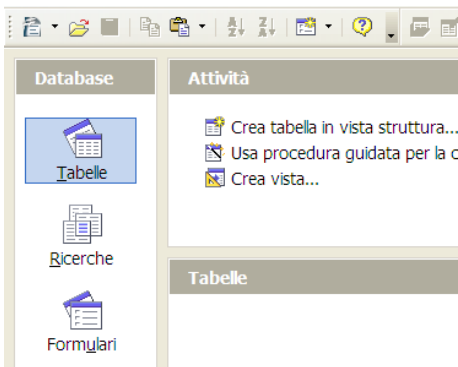 Database
Attività
Crea tabella in vista struttura...
Usa procedura guidata per la
Crea vista...
Tabelle
Ricerche
Tabelle
Formulari